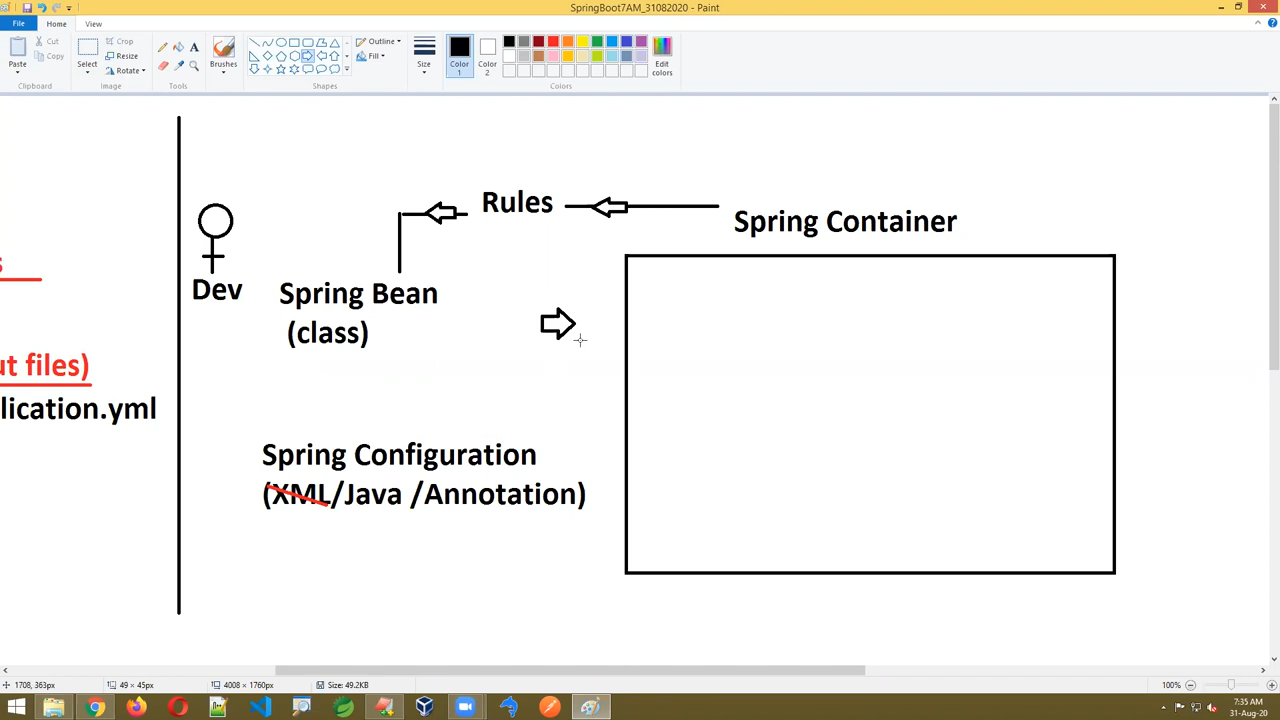 SpringBoot7AM_31082020 - Paint
File
Home
View
Paste
Cut
Copy
Clipboard
Select
Crop
Resize
Rotate
Image
A
Tools
Brushes
Outline
Fill
Shapes
Size
Color 1
Color 2
Edit colors
Colors
Rules
Spring Container
Dev
Spring Bean
(class)
s
ut files)
lication.yml
Spring Configuration
(XML/Java /Annotation)
1708, 363px
49 × 45px
4008 × 1760px
Size: 49.2KB
100%
7:35 AM
31-Aug-20